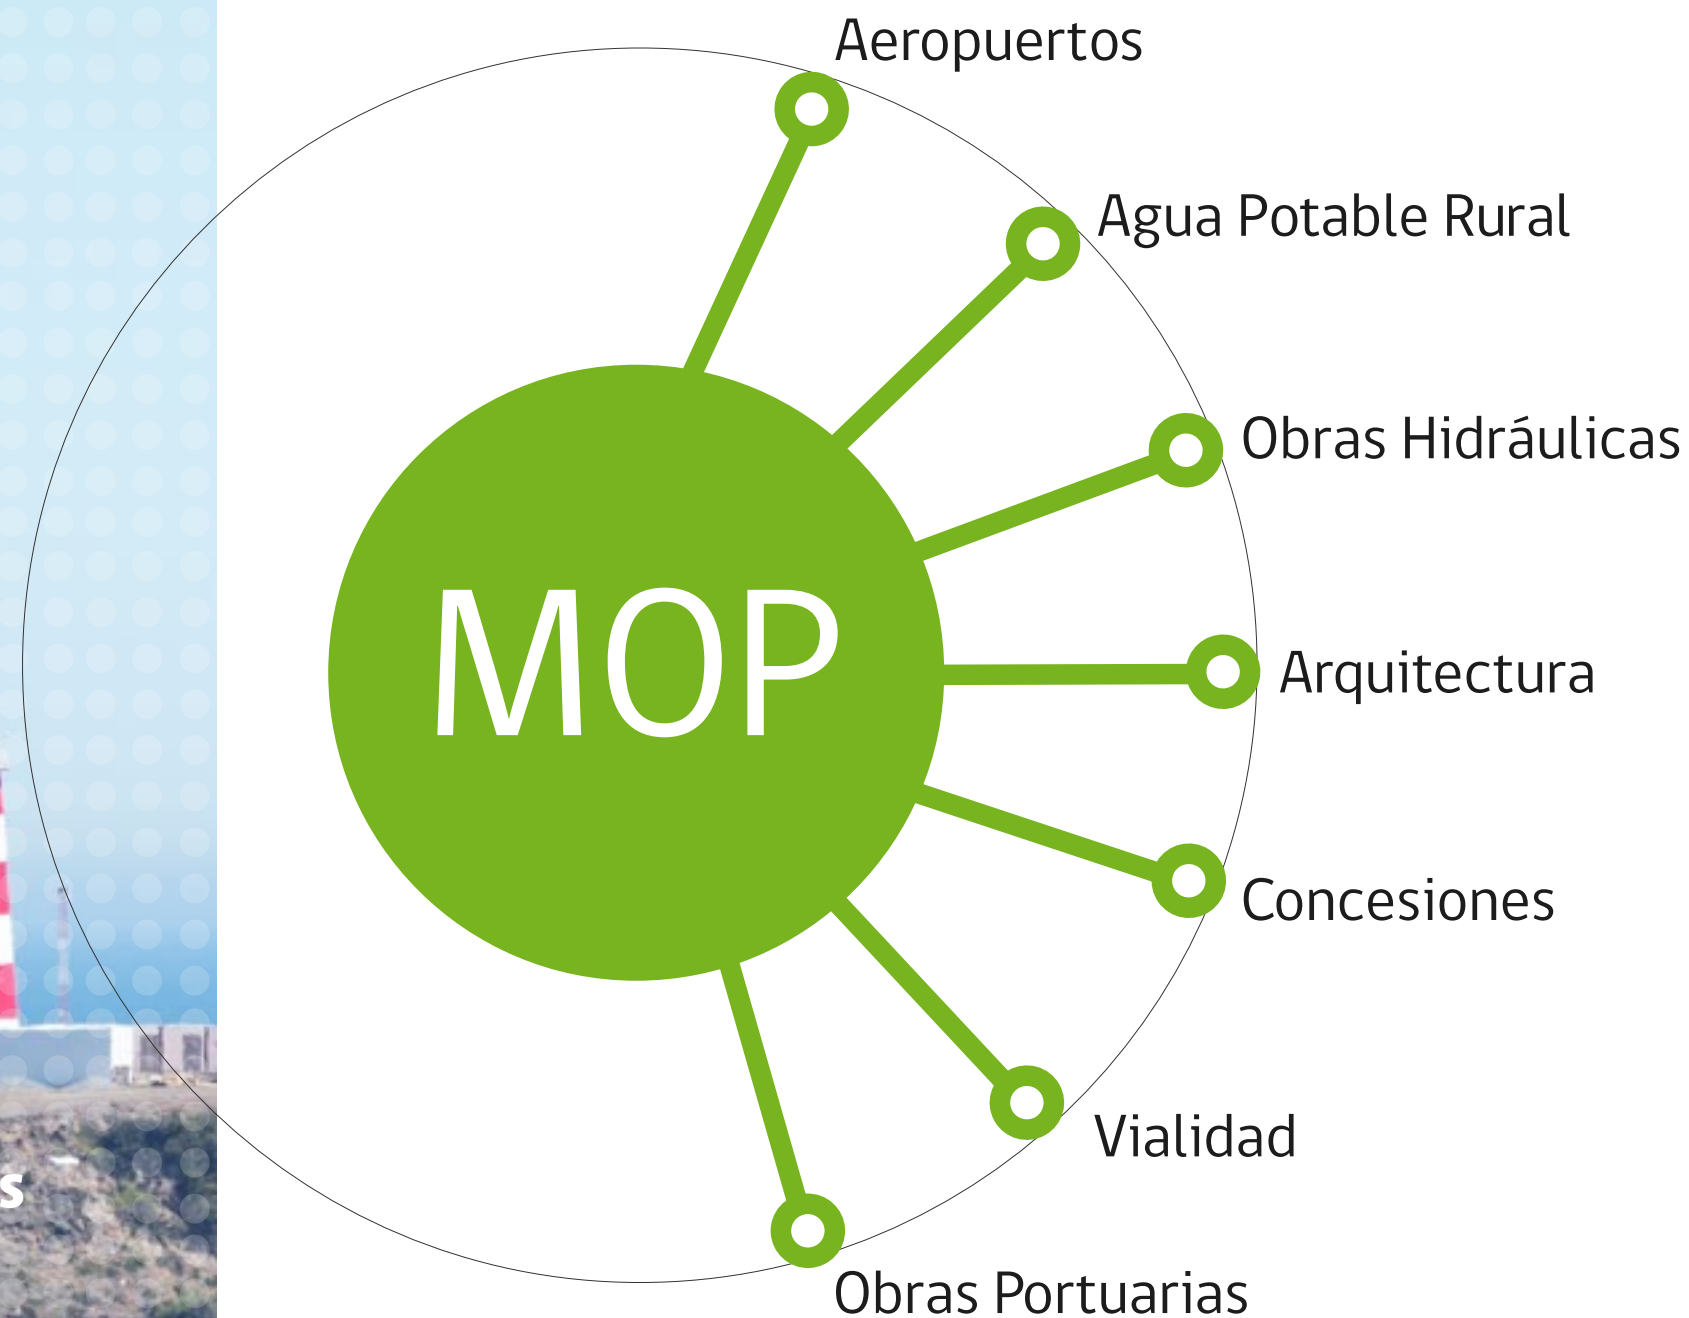 Aeropuertos
Agua Potable Rural
Obras Hidráulicas
MOP
Arquitectura
Concesiones
Vialidad
Obras Portuarias